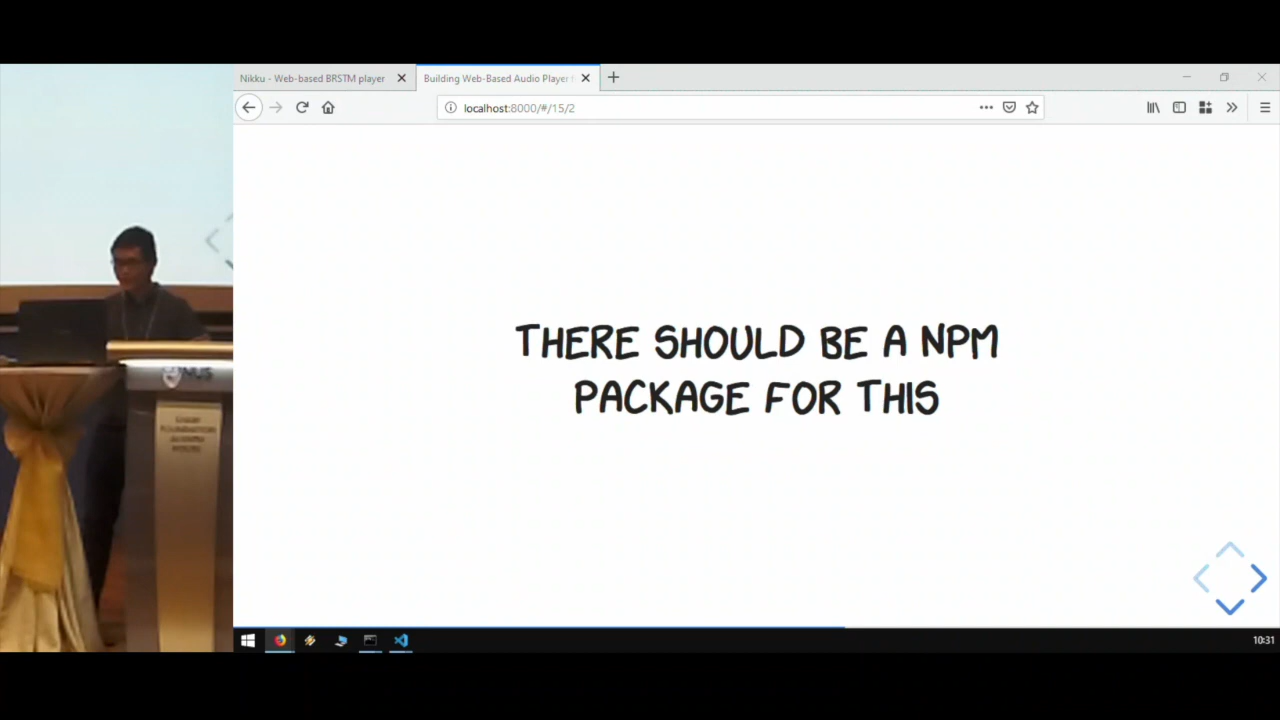 Nikku - Web-based BRSTM player
Building Web-Based Audio Player f
localhost:8000/#/15/2
THERE SHOULD BE A NPM
PACKAGE FOR THIS
NUS
10:31